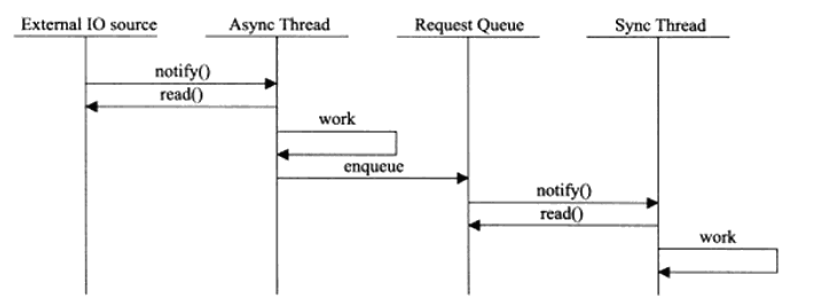 External IO source
Async Thread
Request Queue
Sync Thread
notify()
read()
work
enqueue
notify()
read()
work